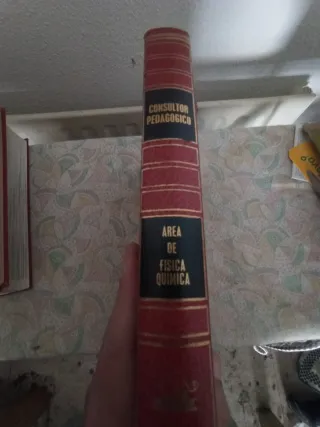 CONSULTOR
PEDAGOGICO
AREA
DE
FISICA
QUIMICA